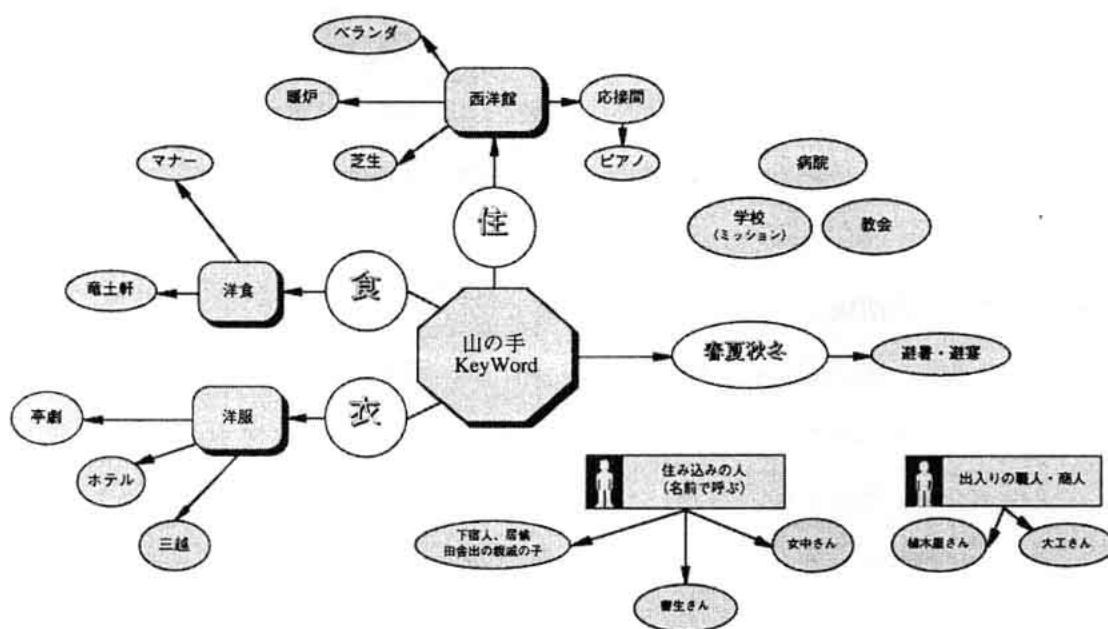 ベランダ
暖炉
西洋館
応接間
芝生
ピアノ
マナー
病院
学校
(ミッション)
教会
住
竜土軒
洋食
食
山の手
KeyWord
春夏秋冬
避暑・避寒
亭劇
洋服
衣
ホテル
三越
住み込みの人
(名前で呼ぶ)
出入りの職人・商人
下宿人、居候
田舎出の親戚の子
女中さん
植木屋さん
大工さん
書生さん